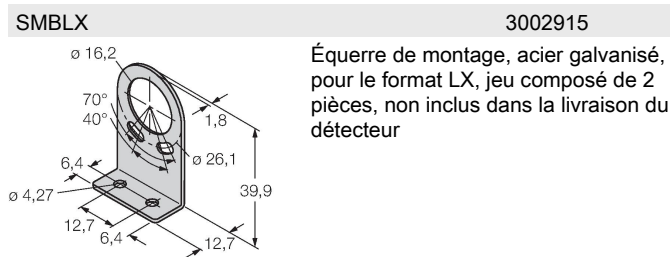 SMBLX 3002915
Équerre de montage, acier galvanisé,
pour le format LX, jeu composé de 2
pièces, non inclus dans la livraison du
détecteur
ø 16,2
70°
40°
1,8
6,4
ø 26,1
ø 4,27
39,9
12,7
6,4
12,7